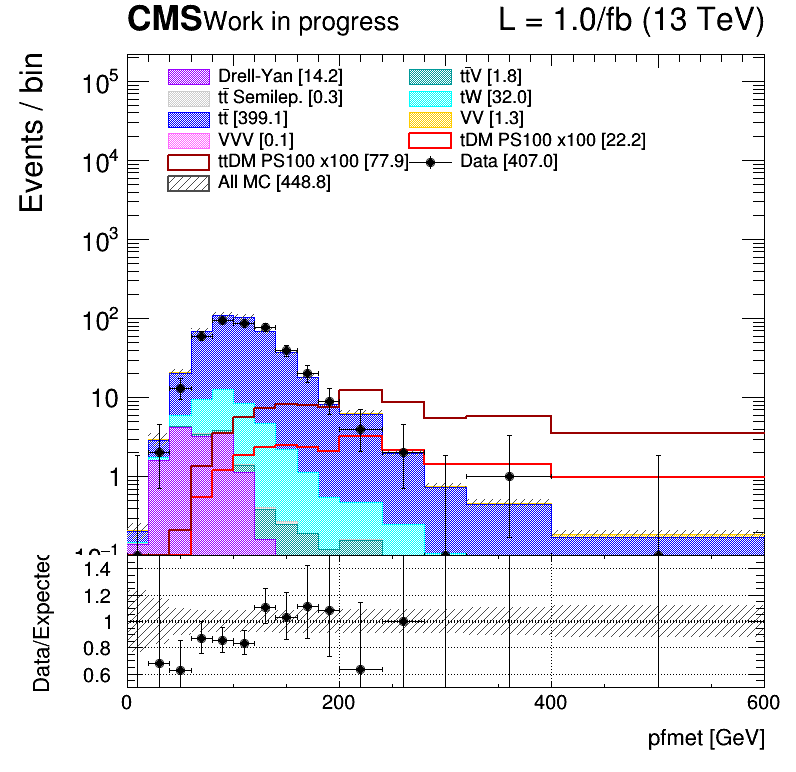 CMS Work in progress L = 1.0/fb (13 TeV)
Events / bin
10⁵
10⁴
10³
10²
10
1
10⁻¹
Drell-Yan [14.2] tt̄V [1.8]
tt̄ Semilep. [0.3] tW [32.0]
tt̄ [399.1] VV [1.3]
VVV [0.1] tDM PS100 x100 [22.2]
ttDM PS100 x100 [77.9] Data [407.0]
All MC [448.8]
Data/Expected
1.4
1.2
1
0.8
0.6
0 200 400 600
pfmet [GeV]